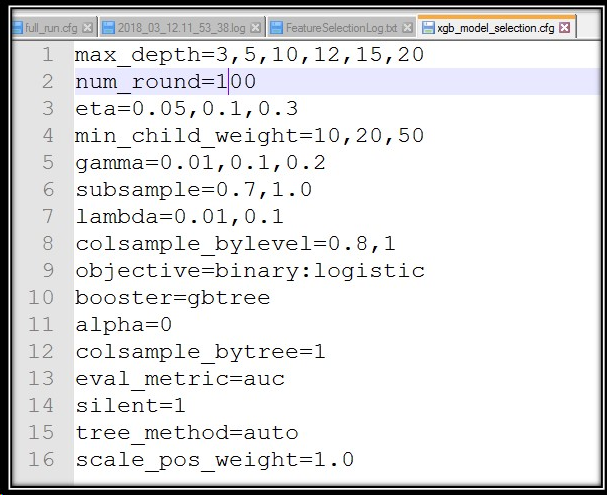 full_run.cfg 2018_03_12.11_53_38.log FeatureSelectionLog.txt xgb_model_selection.cfg
1 max_depth=3,5,10,12,15,20
2 num_round=100
3 eta=0.05,0.1,0.3
4 min_child_weight=10,20,50
5 gamma=0.01,0.1,0.2
6 subsample=0.7,1.0
7 lambda=0.01,0.1
8 colsample_bylevel=0.8,1
9 objective=binary:logistic
10 booster=gbtree
11 alpha=0
12 colsample_bytree=1
13 eval_metric=auc
14 silent=1
15 tree_method=auto
16 scale_pos_weight=1.0